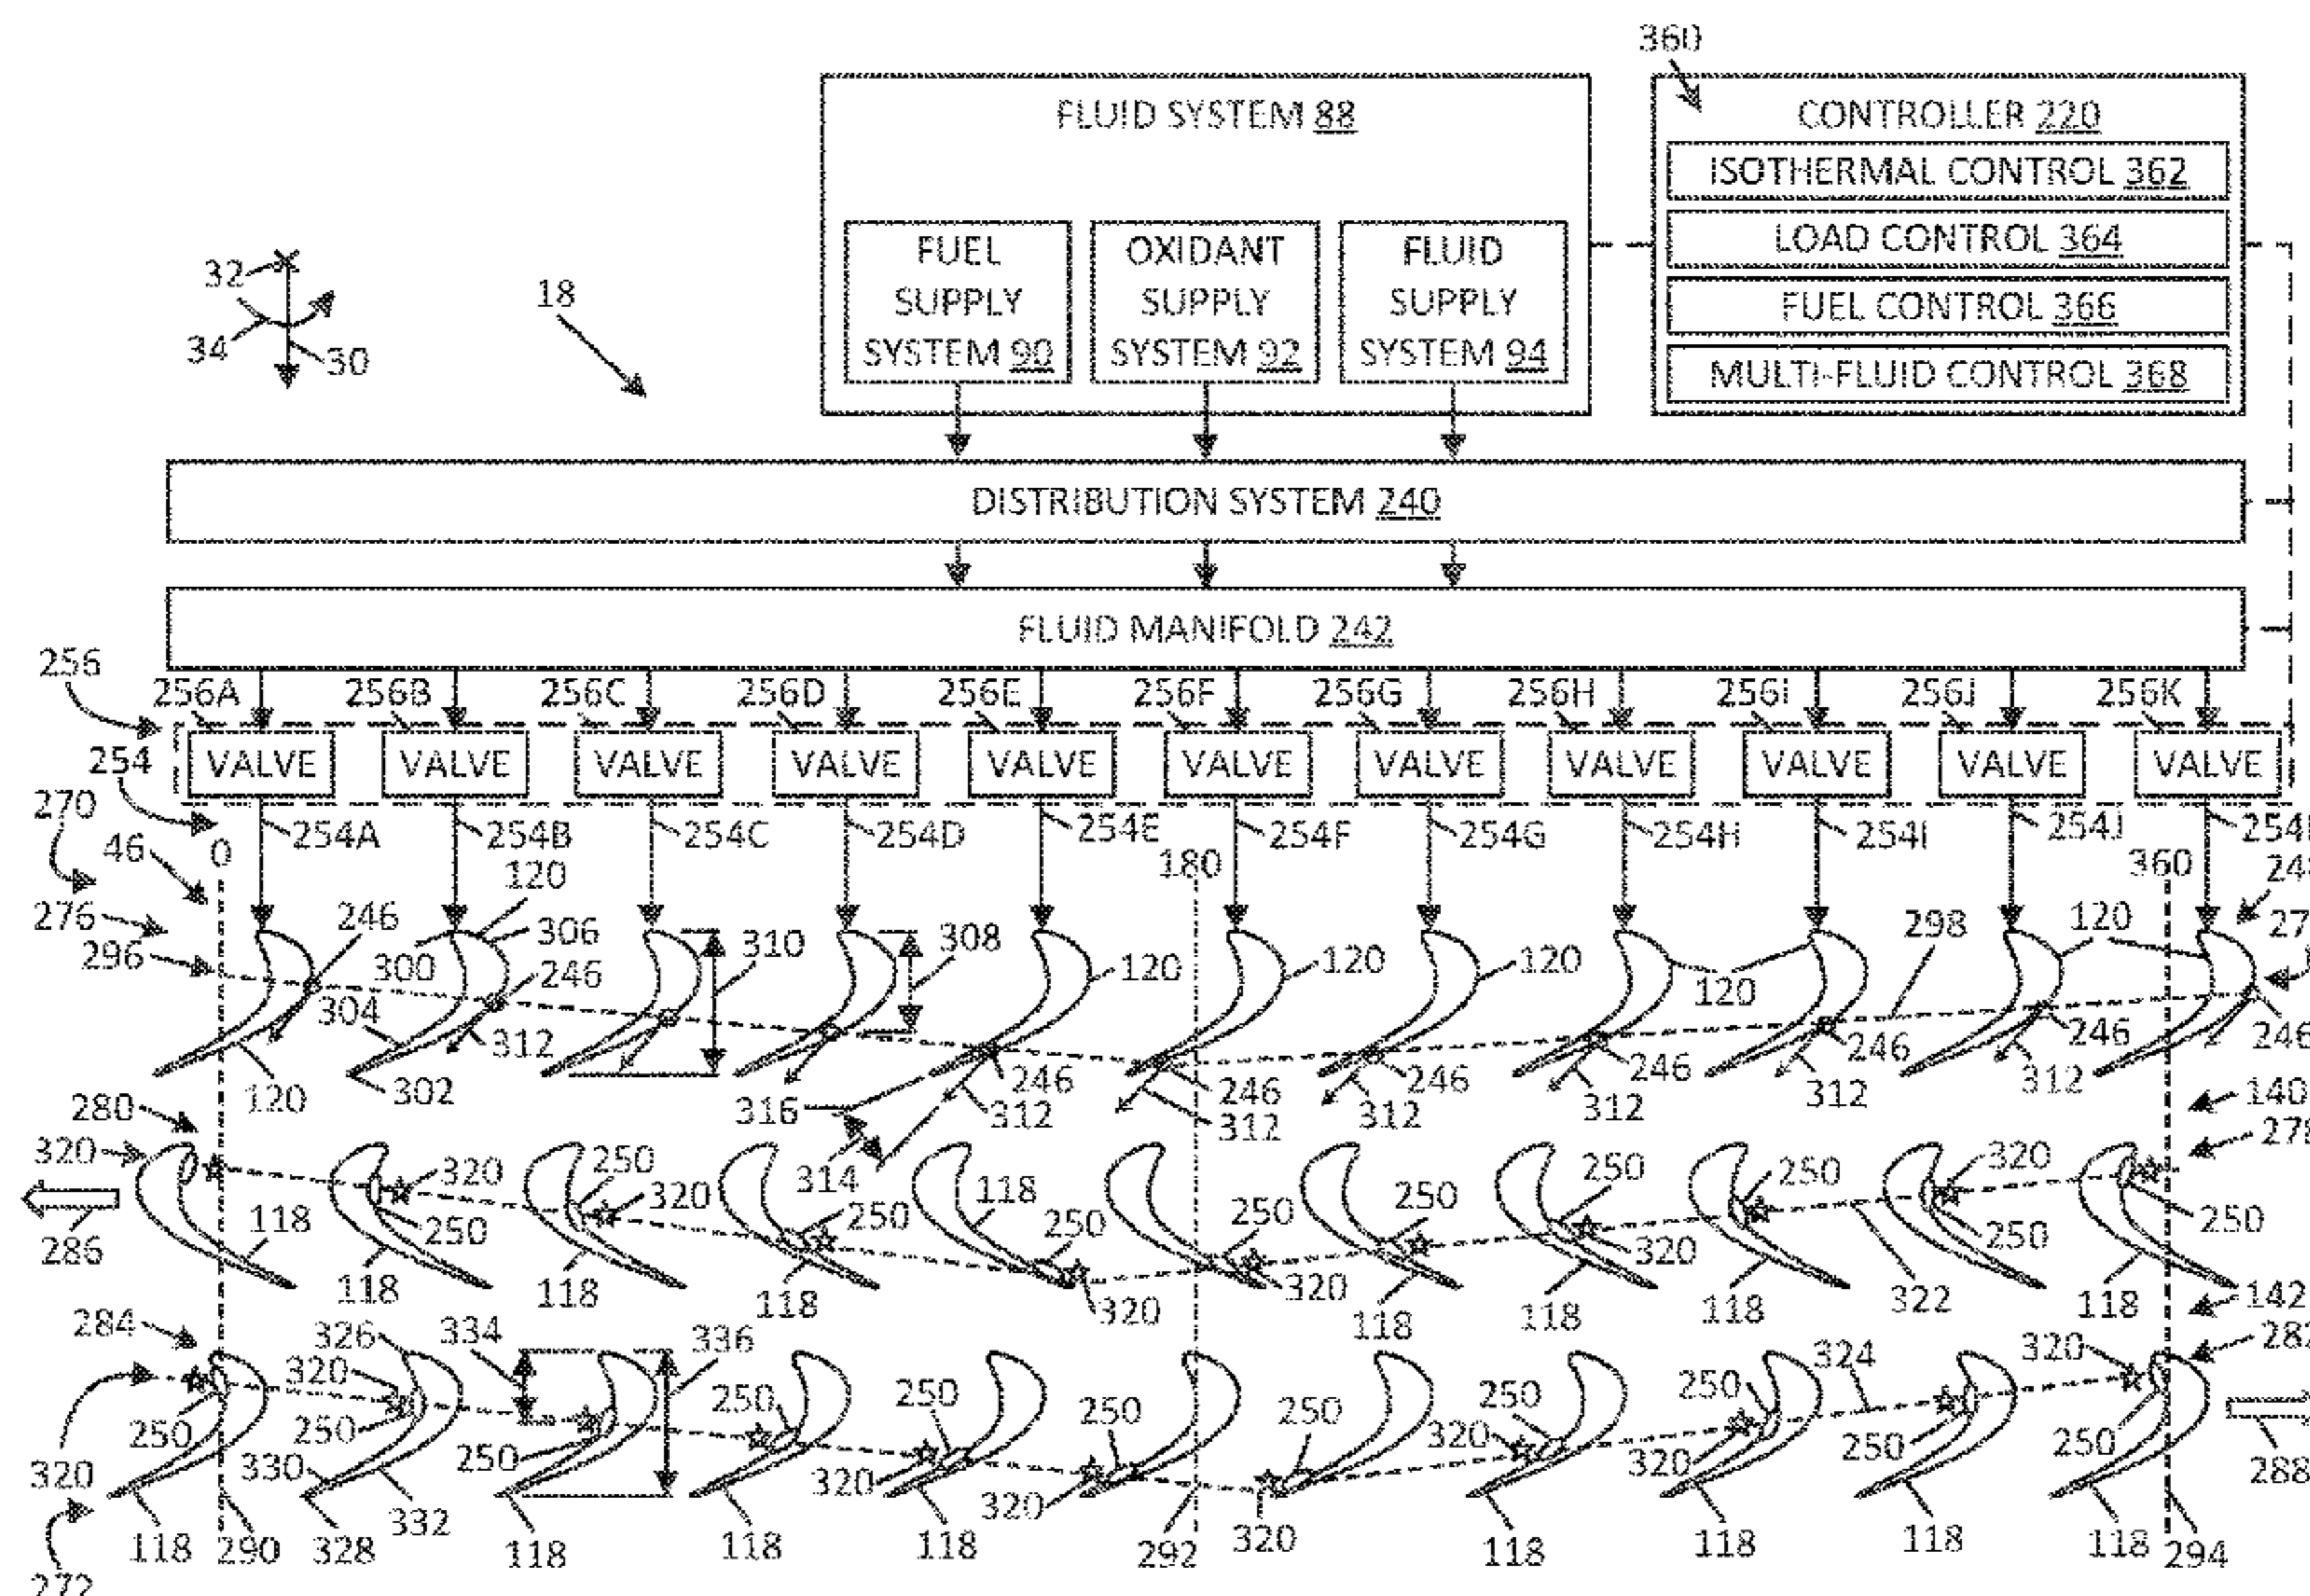 360
FLUID SYSTEM 88
CONTROLLER 220
ISOTHERMAL CONTROL 362
LOAD CONTROL 364
FUEL CONTROL 366
MULTI-FLUID CONTROL 368
FUEL
SUPPLY
SYSTEM 90
OXIDANT
SUPPLY
SYSTEM 92
FLUID
SUPPLY
SYSTEM 94
32
34
30
18
DISTRIBUTION SYSTEM 240
FLUID MANIFOLD 242
256
256A 256B 256C 256D 256E 256F 256G 256H 256I 256J 256K
VALVE VALVE VALVE VALVE VALVE VALVE VALVE VALVE VALVE VALVE VALVE
254
270
254A 254B 254C 254D 254E 254F 254G 254H 254I 254J
46 0 120 180 360
276 246 306 310 308 298 120
296 300 246 120 120 120 120
304 312 246 246
120 302 316 246 246 246 246 312
312 312 312 312 312
280 314 140
320 320 250 320 250 118 250 250 250 250 320 278
286 118 250 250 320 250 250
118 118 118 320 320 118 118 118 322 118
284 326 334 336 142
320 250 250 250 250 250 324 320 282
250 250 320 250 250
320 330 250 320 320 320 250
332 288
118 290 328 118 118 118 292 320 118 118 118 118 294
272